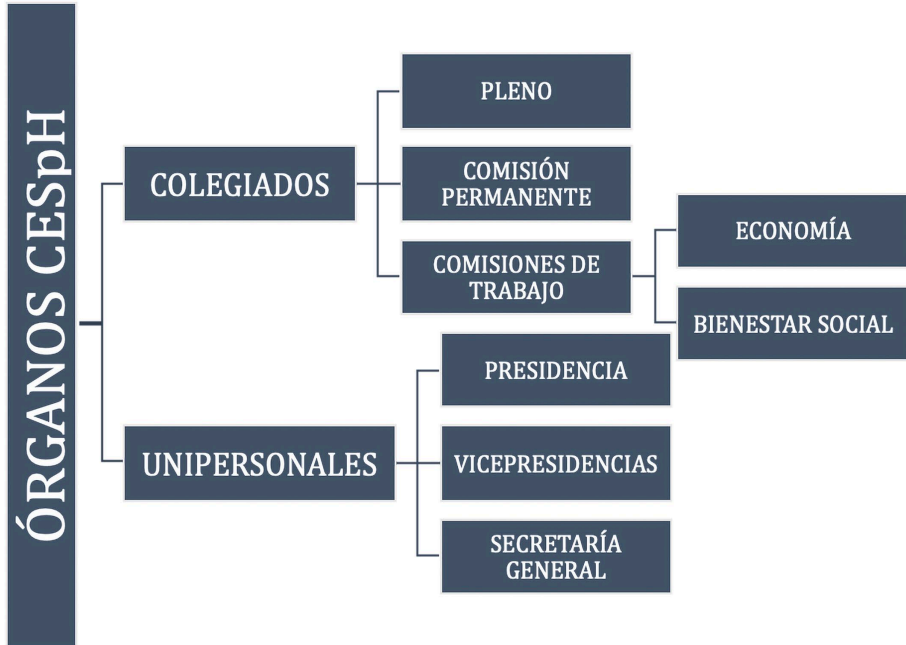 ÓRGANOS CESpH
COLEGIADOS
PLENO
COMISIÓN
PERMANENTE
COMISIONES DE
TRABAJO
ECONOMÍA
BIENESTAR SOCIAL
UNIPERSONALES
PRESIDENCIA
VICEPRESIDENCIAS
SECRETARÍA
GENERAL